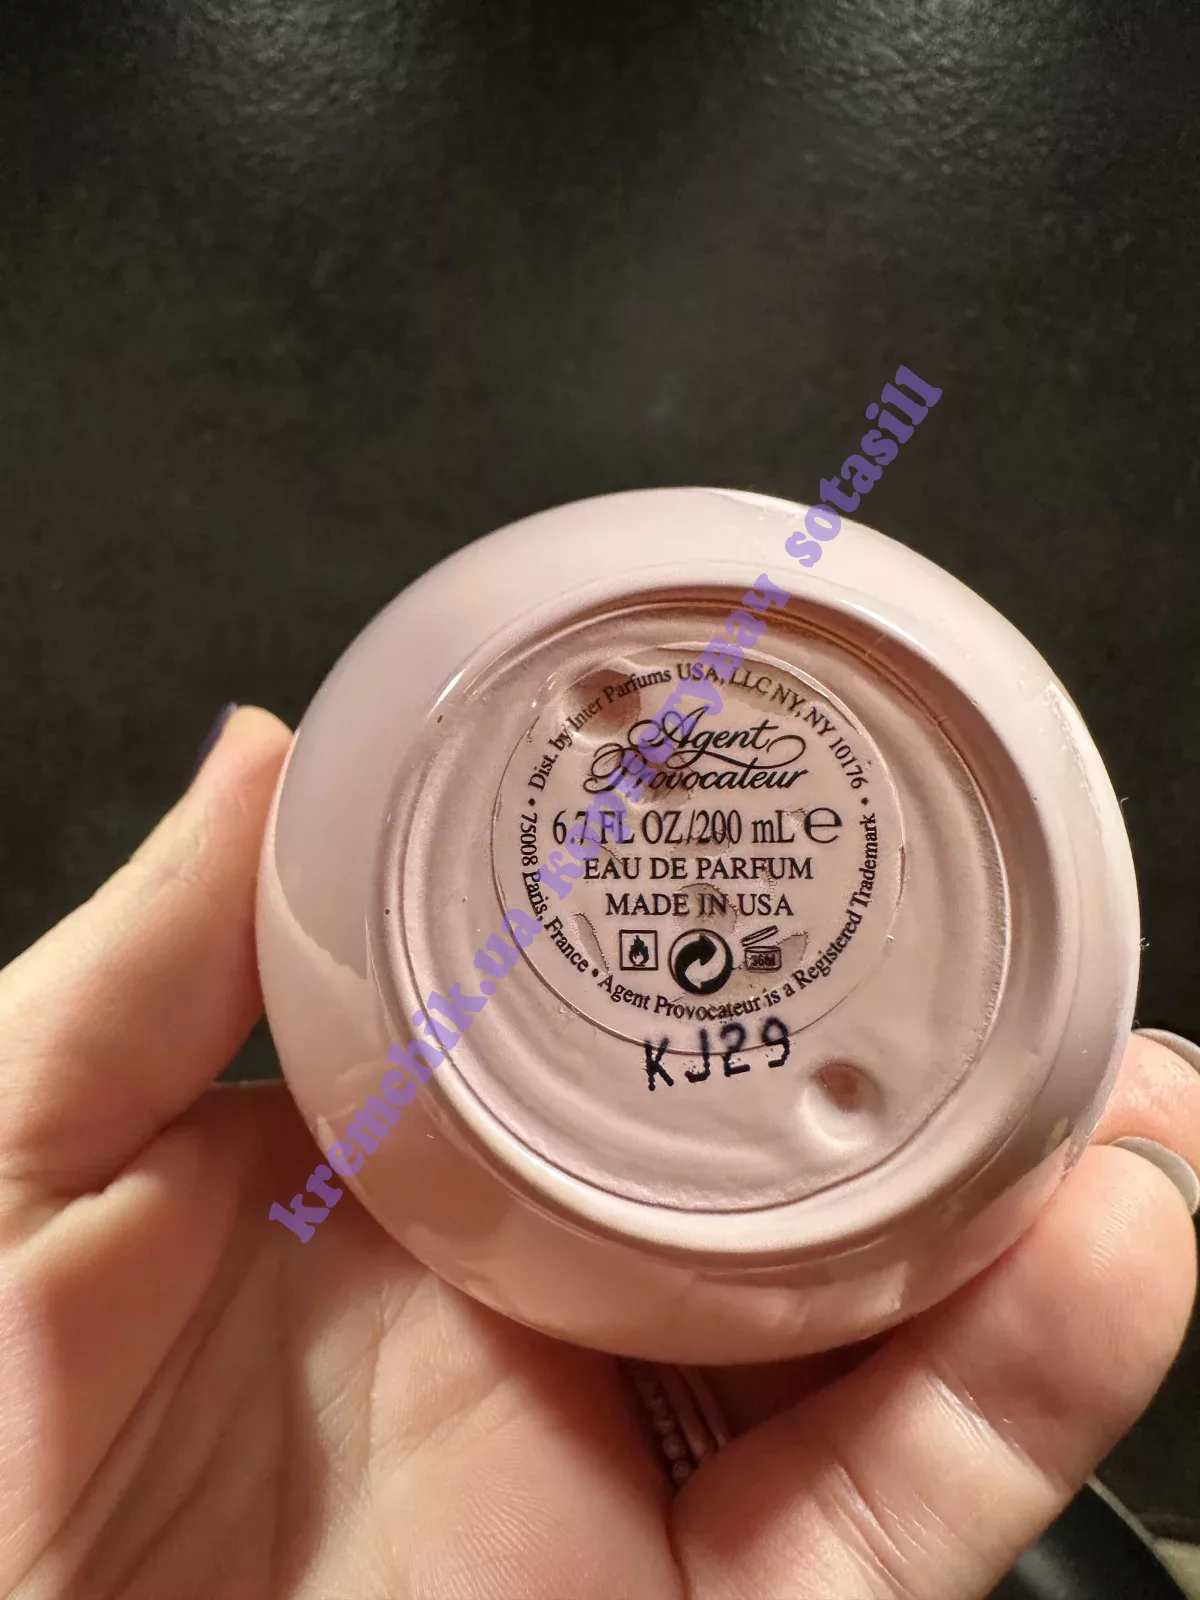 • Dist. by Inter Parfums USA, LLC NY, NY 10176 •
Agent
Provocateur
6.7 FL OZ/200 mL ℮
EAU DE PARFUM
MADE IN USA
36M
75008 Paris, France • Agent Provocateur is a Registered Trademark
KJ29
kremchik.ua користувач sotasill